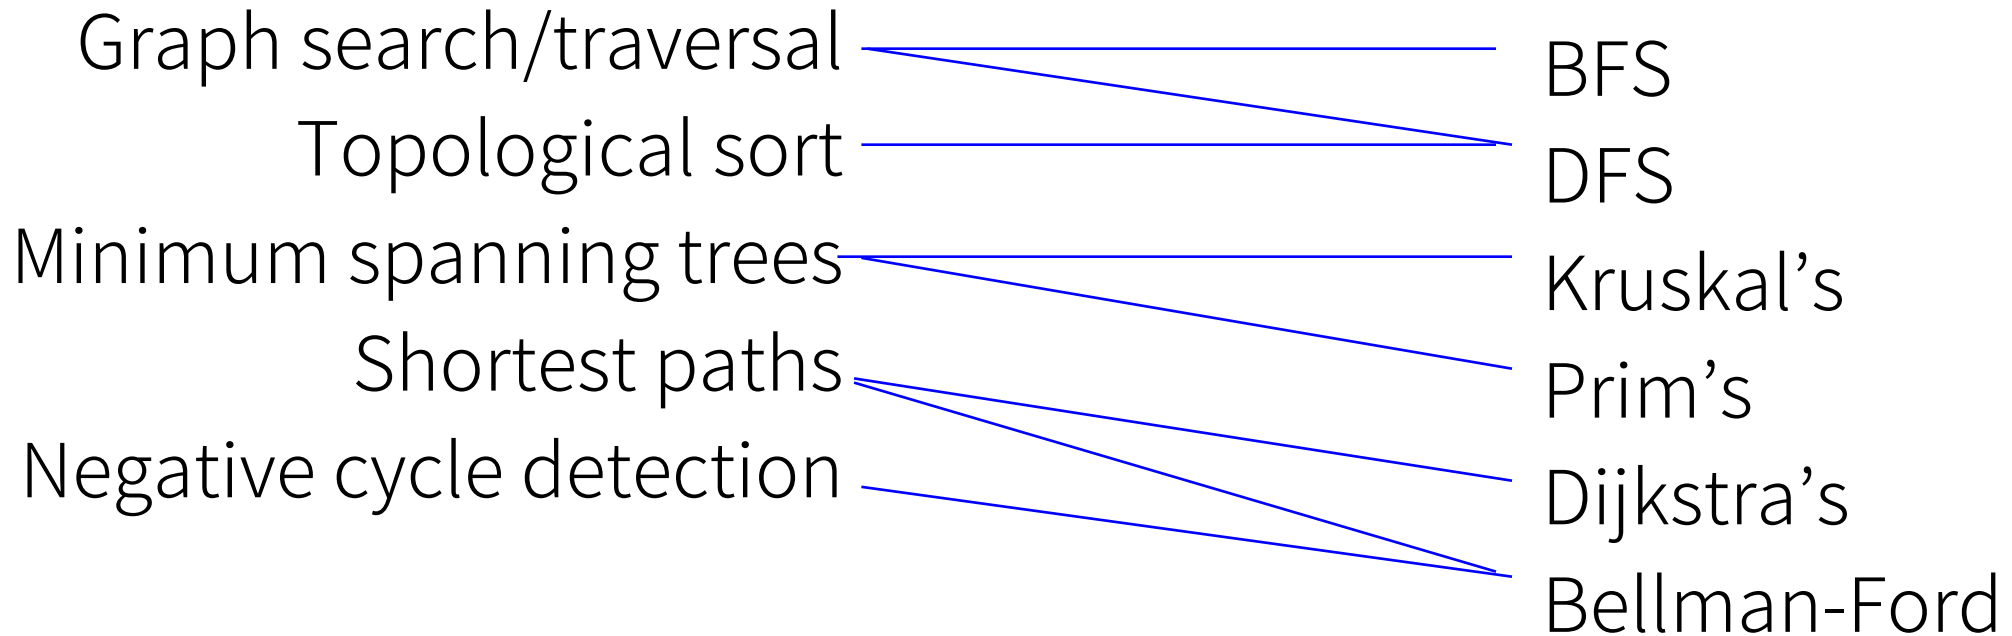 Graph search/traversal
Topological sort
Minimum spanning trees
Shortest paths
Negative cycle detection
BFS
DFS
Kruskal’s
Prim’s
Dijkstra’s
Bellman-Ford